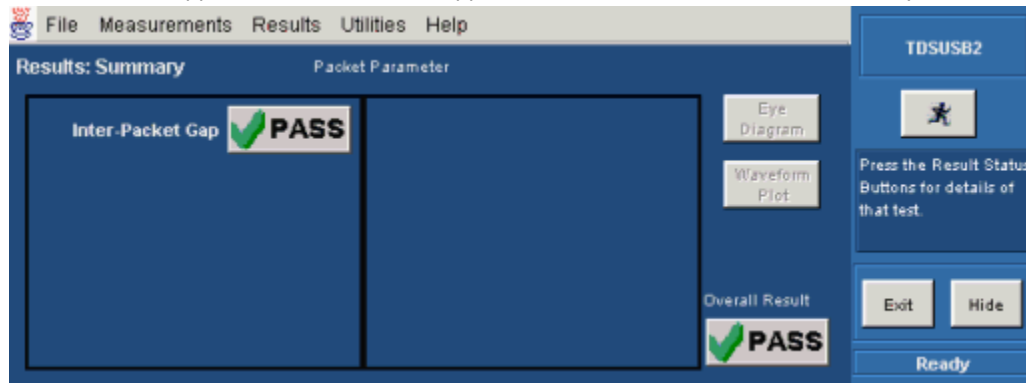 File Measurements Results Utilities Help
TDSUSB2
Results: Summary Packet Parameter
Inter-Packet Gap PASS
Eye
Diagram
Waveform
Plot
Press the Result Status
Buttons for details of
that test.
Overall Result
PASS
Exit Hide
Ready